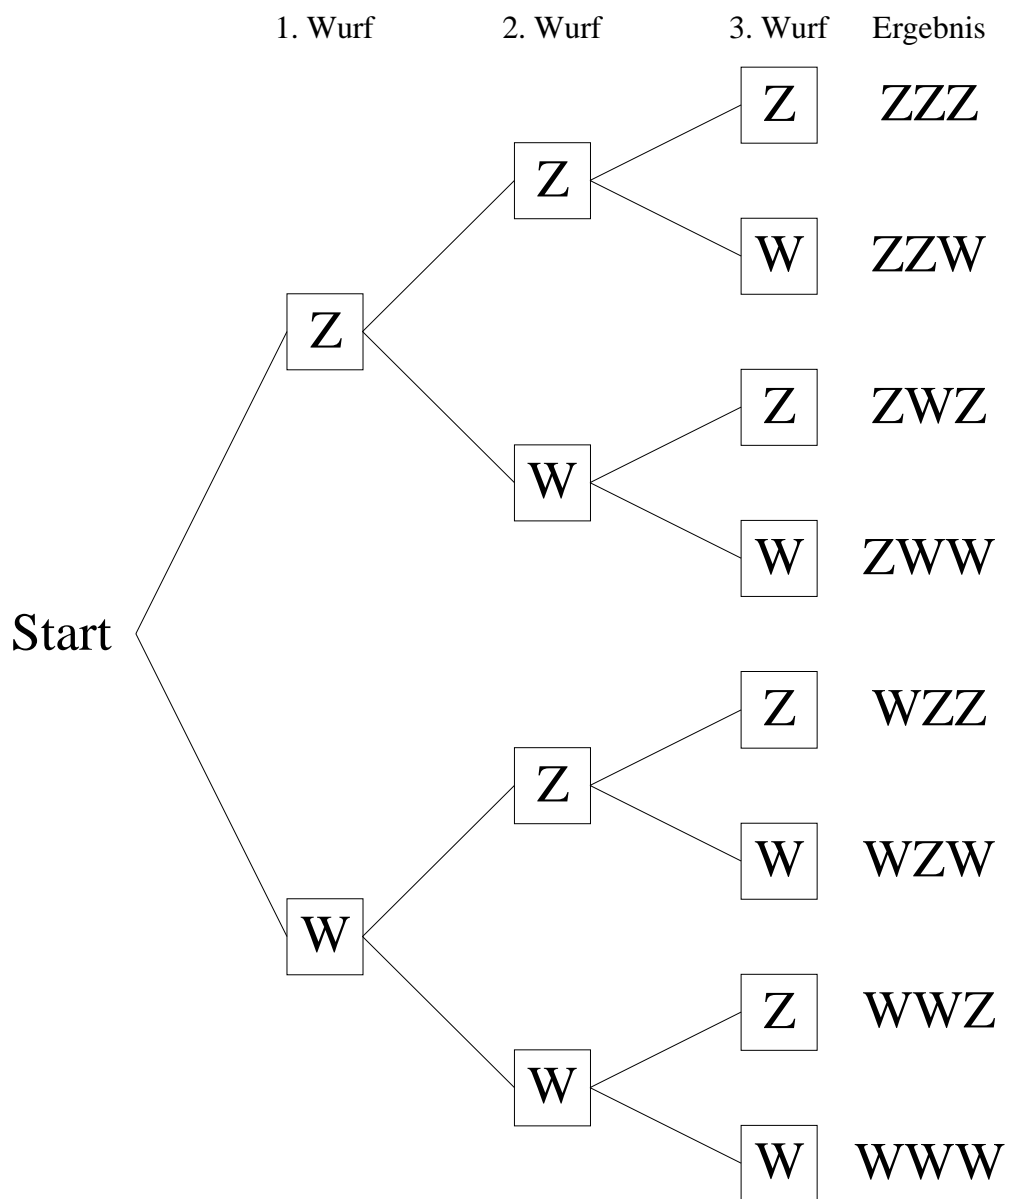 1. Wurf 2. Wurf 3. Wurf Ergebnis
Z ZZZ
Z
W ZZW
Z
Z ZWZ
W
W ZWW
Start
Z WZZ
Z
W WZW
W
Z WWZ
W
W WWW